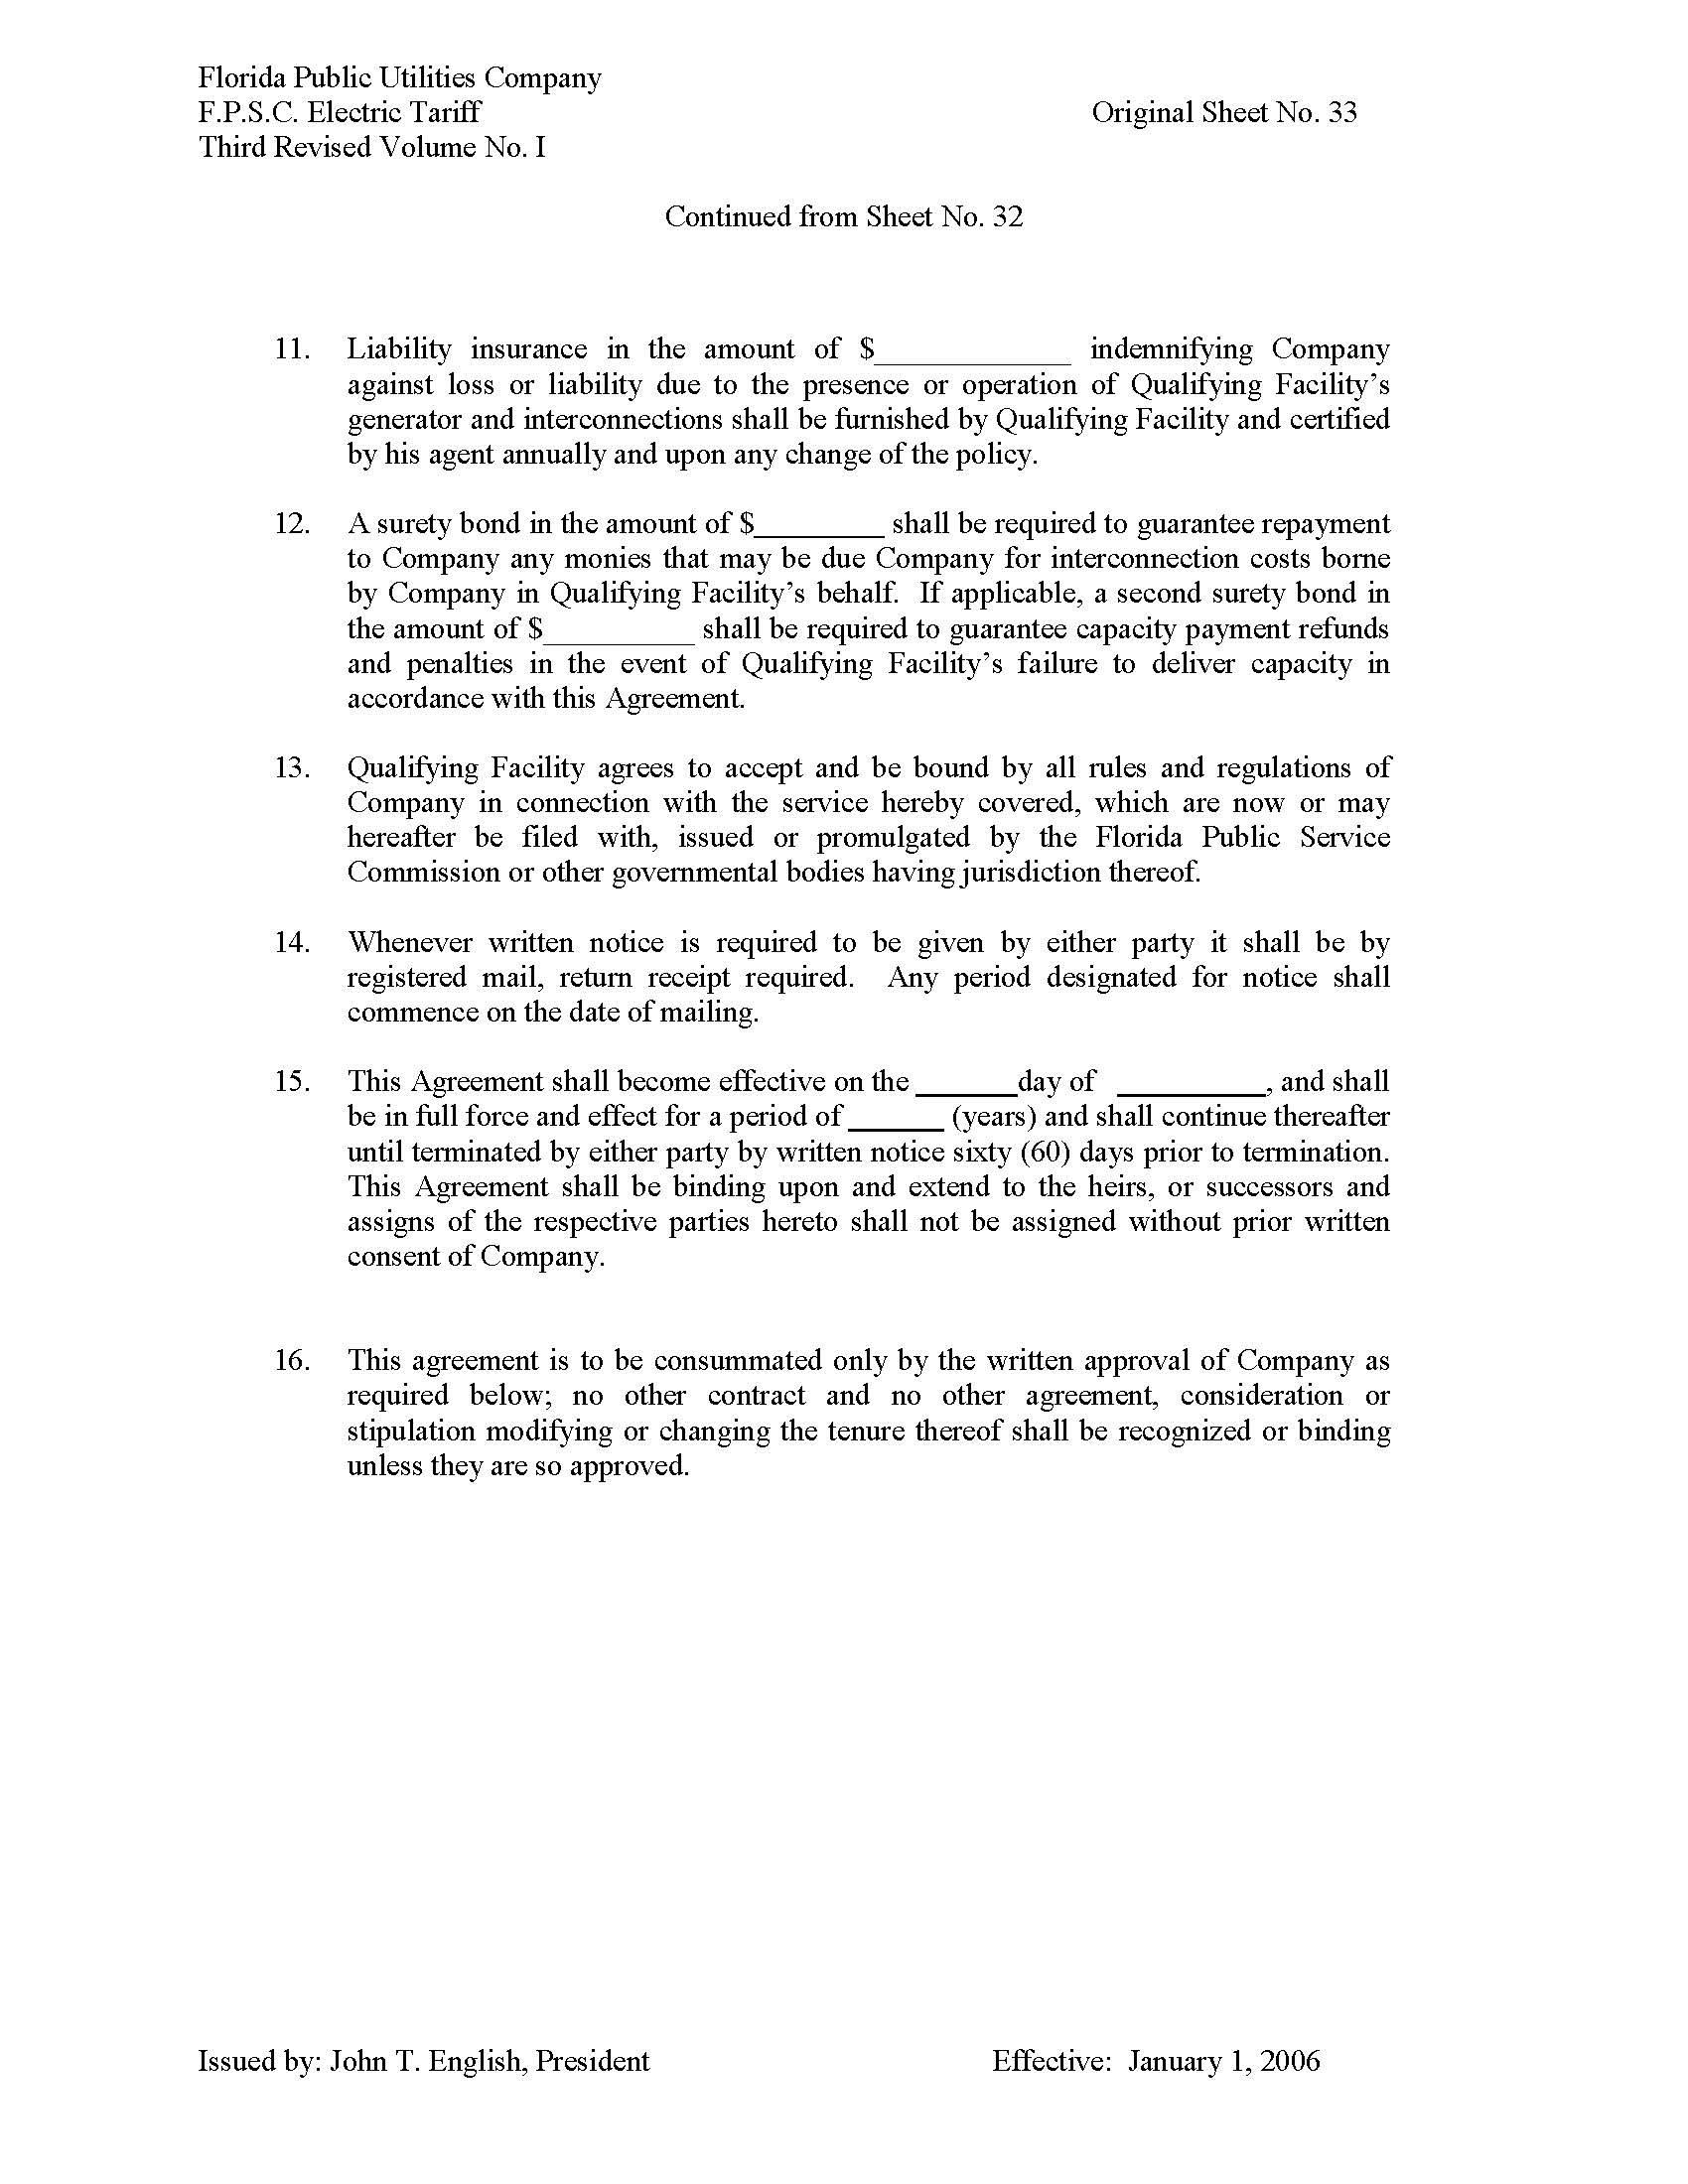 Florida Public Utilities Company
F.P.S.C. Electric Tariff Original Sheet No. 33
Third Revised Volume No. I
Continued from Sheet No. 32
11. Liability insurance in the amount of $_____________ indemnifying Company
against loss or liability due to the presence or operation of Qualifying Facility’s
generator and interconnections shall be furnished by Qualifying Facility and certified
by his agent annually and upon any change of the policy.
12. A surety bond in the amount of $_________ shall be required to guarantee repayment
to Company any monies that may be due Company for interconnection costs borne
by Company in Qualifying Facility’s behalf. If applicable, a second surety bond in
the amount of $__________ shall be required to guarantee capacity payment refunds
and penalties in the event of Qualifying Facility’s failure to deliver capacity in
accordance with this Agreement.
13. Qualifying Facility agrees to accept and be bound by all rules and regulations of
Company in connection with the service hereby covered, which are now or may
hereafter be filed with, issued or promulgated by the Florida Public Service
Commission or other governmental bodies having jurisdiction thereof.
14. Whenever written notice is required to be given by either party it shall be by
registered mail, return receipt required. Any period designated for notice shall
commence on the date of mailing.
15. This Agreement shall become effective on the _______day of __________, and shall
be in full force and effect for a period of _______ (years) and shall continue thereafter
until terminated by either party by written notice sixty (60) days prior to termination.
This Agreement shall be binding upon and extend to the heirs, or successors and
assigns of the respective parties hereto shall not be assigned without prior written
consent of Company.
16. This agreement is to be consummated only by the written approval of Company as
required below; no other contract and no other agreement, consideration or
stipulation modifying or changing the tenure thereof shall be recognized or binding
unless they are so approved.
Issued by: John T. English, President Effective: January 1, 2006